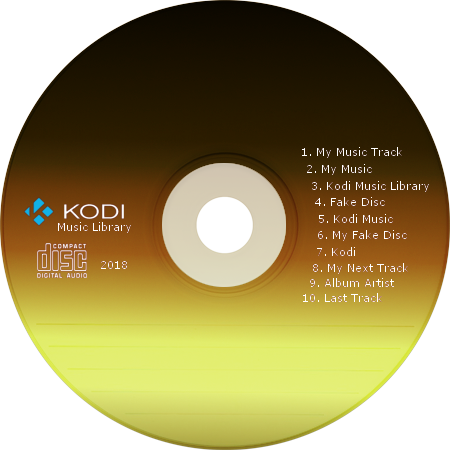 KODI
Music Library
COMPACT
disc
DIGITAL AUDIO
2018
1. My Music Track
2. My Music
3. Kodi Music Library
4. Fake Disc
5. Kodi Music
6. My Fake Disc
7. Kodi
8. My Next Track
9. Album Artist
10. Last Track